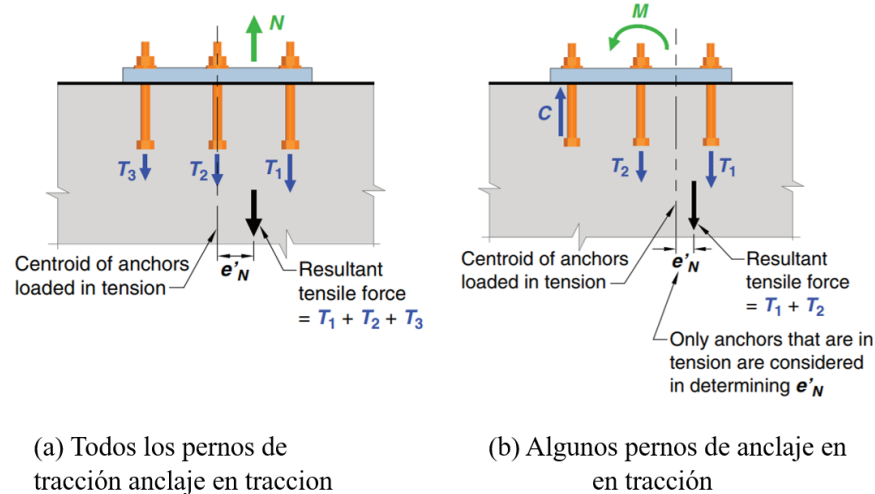 N
T3
T2
T1
Centroid of anchors
loaded in tension
e'N
Resultant
tensile force
= T1 + T2 + T3
(a) Todos los pernos de
tracción anclaje en traccion
M
C
T2
T1
Centroid of anchors
loaded in tension
e'N
Resultant
tensile force
= T1 + T2
Only anchors that are in
tension are considered
in determining e'N
(b) Algunos pernos de anclaje en
en tracción